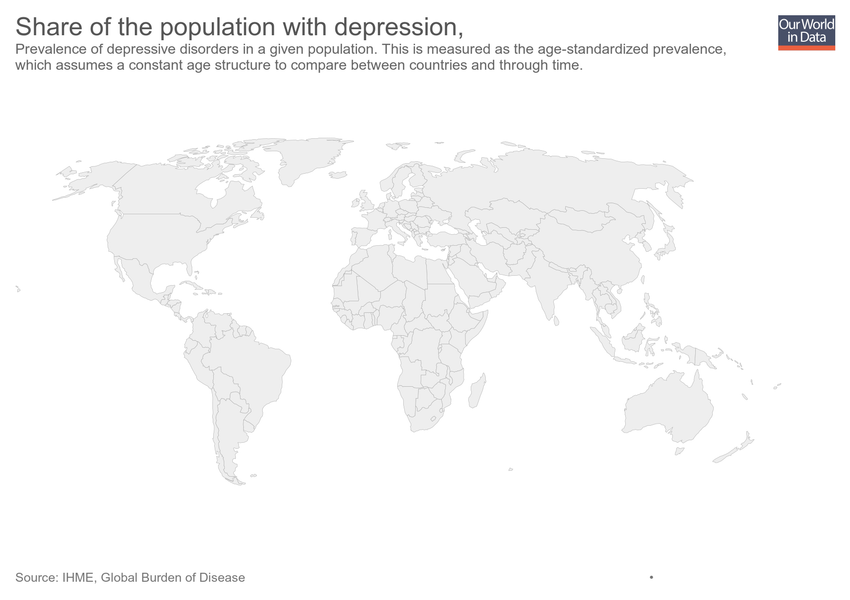 Share of the population with depression,
Our World
in Data
Prevalence of depressive disorders in a given population. This is measured as the age-standardized prevalence,
which assumes a constant age structure to compare between countries and through time.
Source: IHME, Global Burden of Disease
•